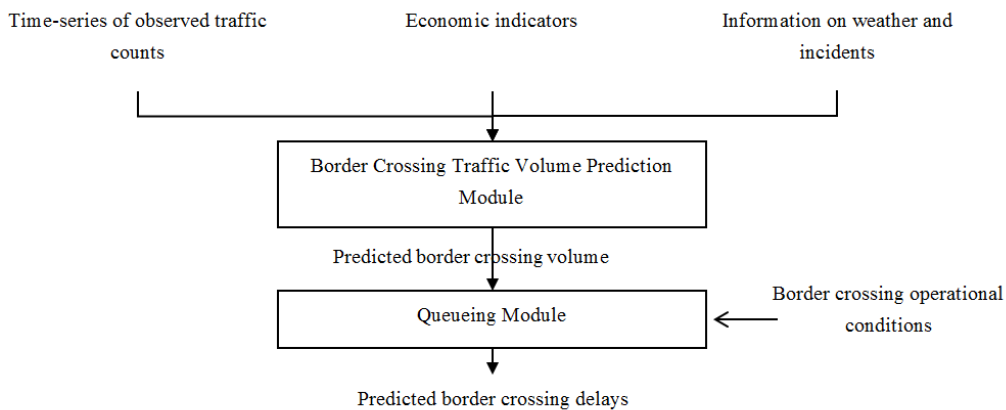 Time-series of observed traffic
counts
Economic indicators
Information on weather and
incidents
Border Crossing Traffic Volume Prediction
Module
Predicted border crossing volume
Queueing Module
Border crossing operational
conditions
Predicted border crossing delays